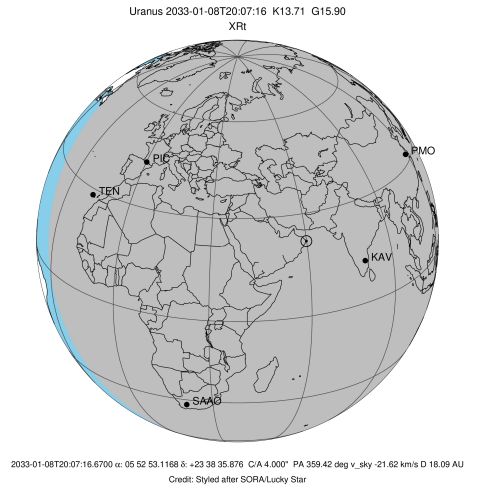 Uranus 2033-01-08T20:07:16 K13.71 G15.90
XRt
PMO
PIC
TEN
KAV
SAAO
2033-01-08T20:07:16.6700 α: 05 52 53.1168 δ: +23 38 35.876 C/A 4.000" PA 359.42 deg v_sky -21.62 km/s D 18.09 AU
Credit: Styled after SORA/Lucky Star